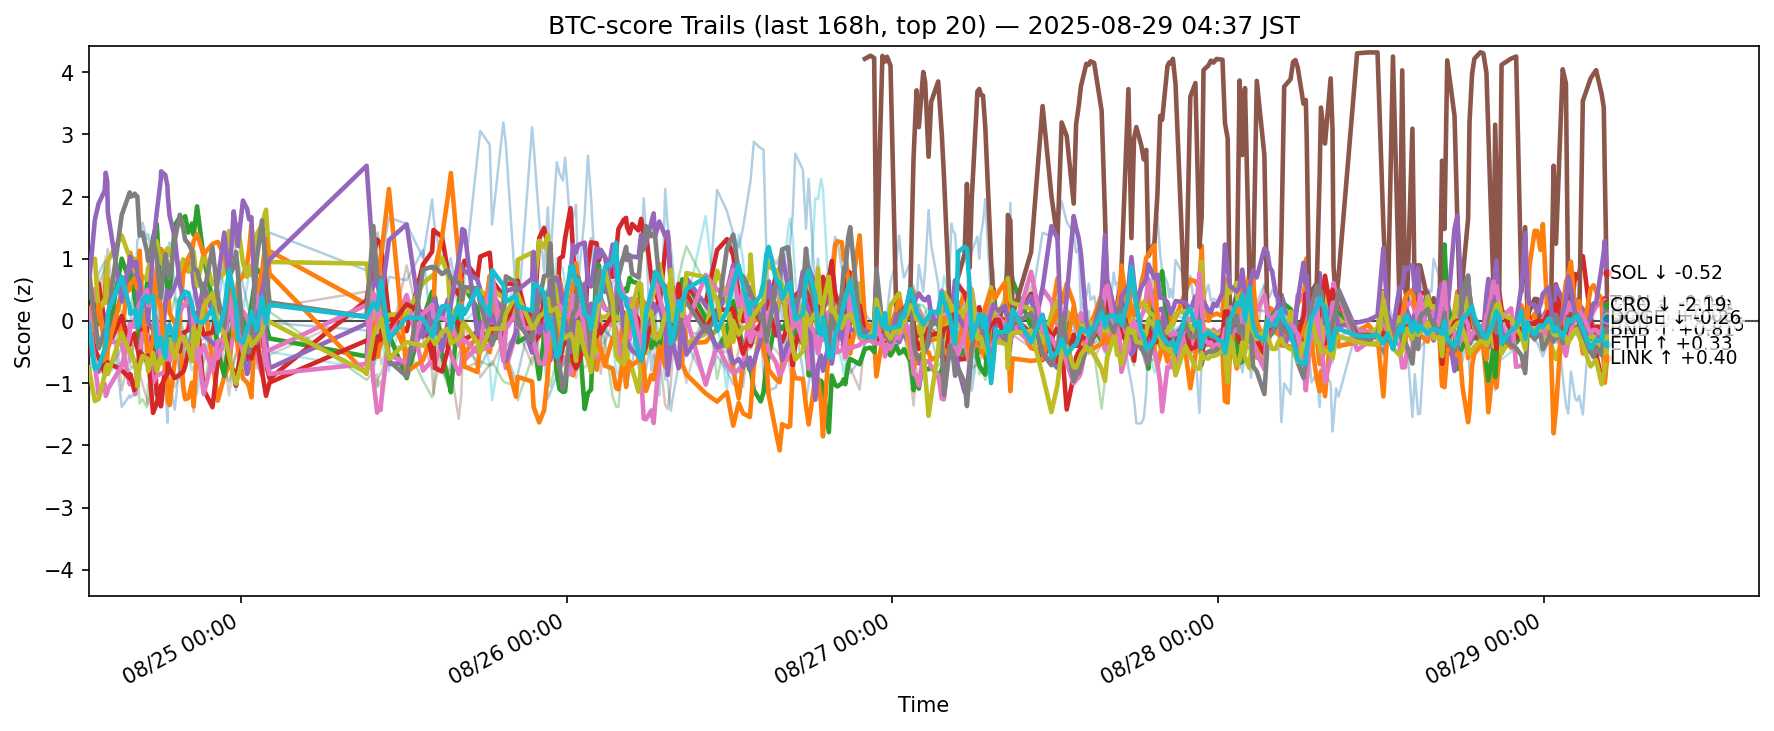 BTC-score Trails (last 168h, top 20) — 2025-08-29 04:37 JST
Score (z)
4
3
2
1
0
−1
−2
−3
−4
SOL ↓ -0.52
CRO ↓ -2.19
DOGE ↓ -0.26
BNB ↑ +0.81
ETH ↑ +0.33
LINK ↑ +0.40
08/25 00:00
08/26 00:00
08/27 00:00
08/28 00:00
08/29 00:00
Time